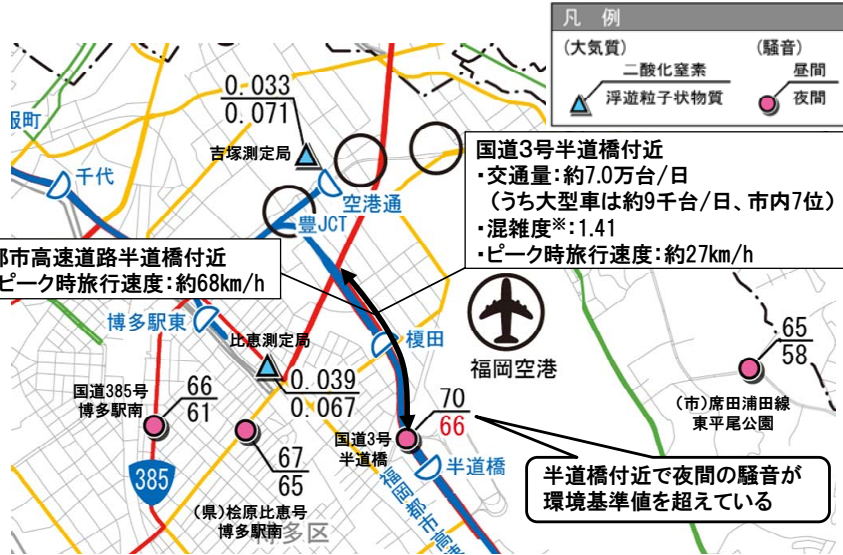 凡 例
(大気質)
(騒音)
二酸化窒素
浮遊粒子状物質
昼間
夜間
0.033
0.071
吉塚測定局
服町
千代
空港通
豊JCT
国道3号半道橋付近
・交通量:約7.0万台/日
(うち大型車は約9千台/日、市内7位)
・混雑度※:1.41
・ピーク時旅行速度:約27km/h
都市高速道路半道橋付近
ピーク時旅行速度:約68km/h
博多駅東
比恵測定局
榎田
福岡空港
0.039
0.067
65
58
(市)席田浦田線
東平尾公園
国道385号
博多駅南
66
61
70
66
国道3号
半道橋
67
65
385
(県)桧原比恵号
博多駅南
博多区
半道橋
福岡都市高速
半道橋付近で夜間の騒音が
環境基準値を超えている